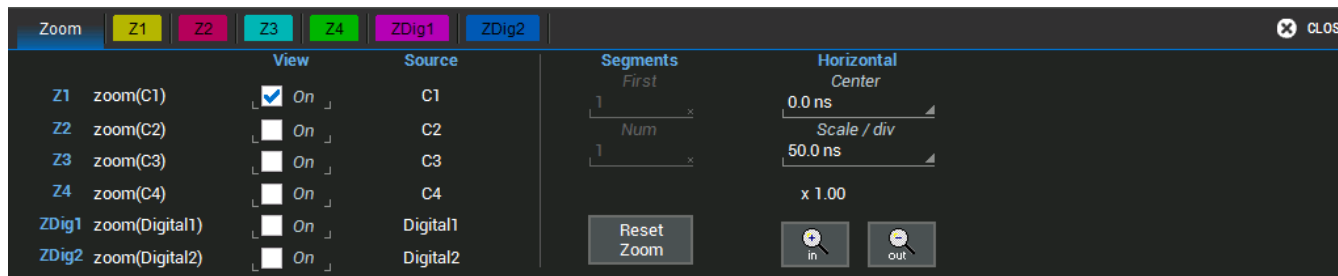 Zoom Z1 Z2 Z3 Z4 ZDig1 ZDig2 CLOS
View Source Segments Horizontal
First Center
Z1 zoom(C1) On C1 1 0.0 ns
Z2 zoom(C2) On C2 Num Scale / div
Z3 zoom(C3) On C3 1 50.0 ns
Z4 zoom(C4) On C4 x 1.00
ZDig1 zoom(Digital1) On Digital1 Reset
ZDig2 zoom(Digital2) On Digital2 Zoom in out